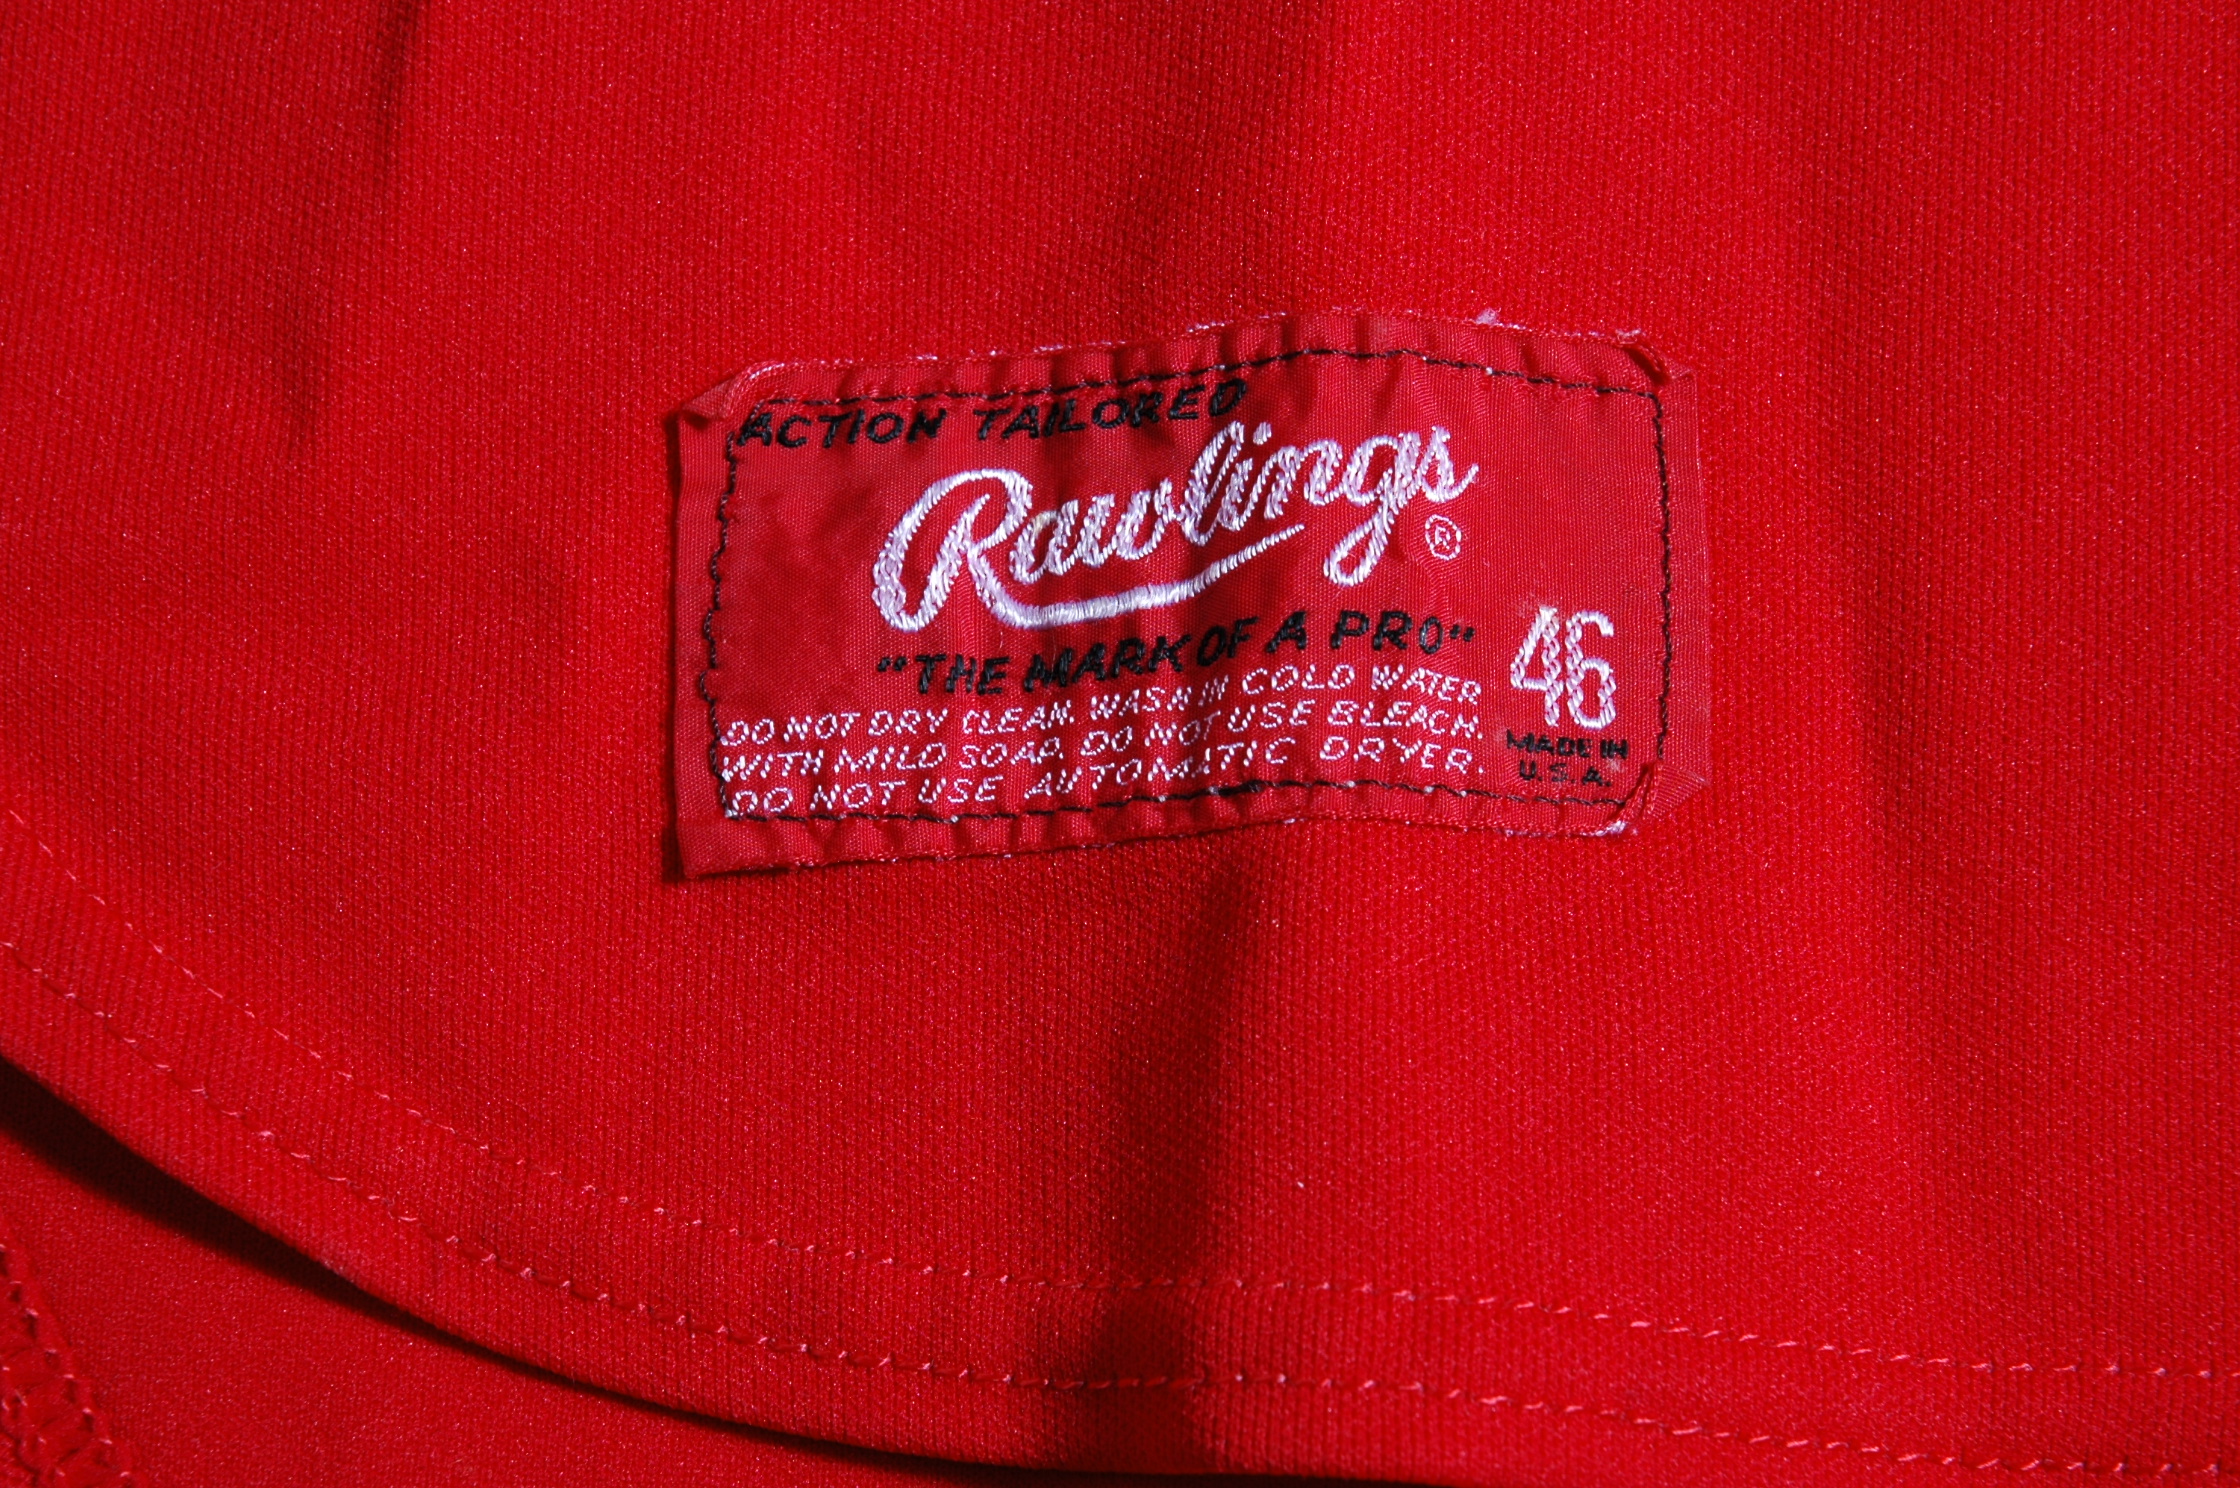 ACTION TAILORED
Rawlings ®
"THE MARK OF A PRO"
46
DO NOT DRY CLEAN. WASH IN COLD WATER
WITH MILD SOAP. DO NOT USE BLEACH.
DO NOT USE AUTOMATIC DRYER.
MADE IN
U.S.A.